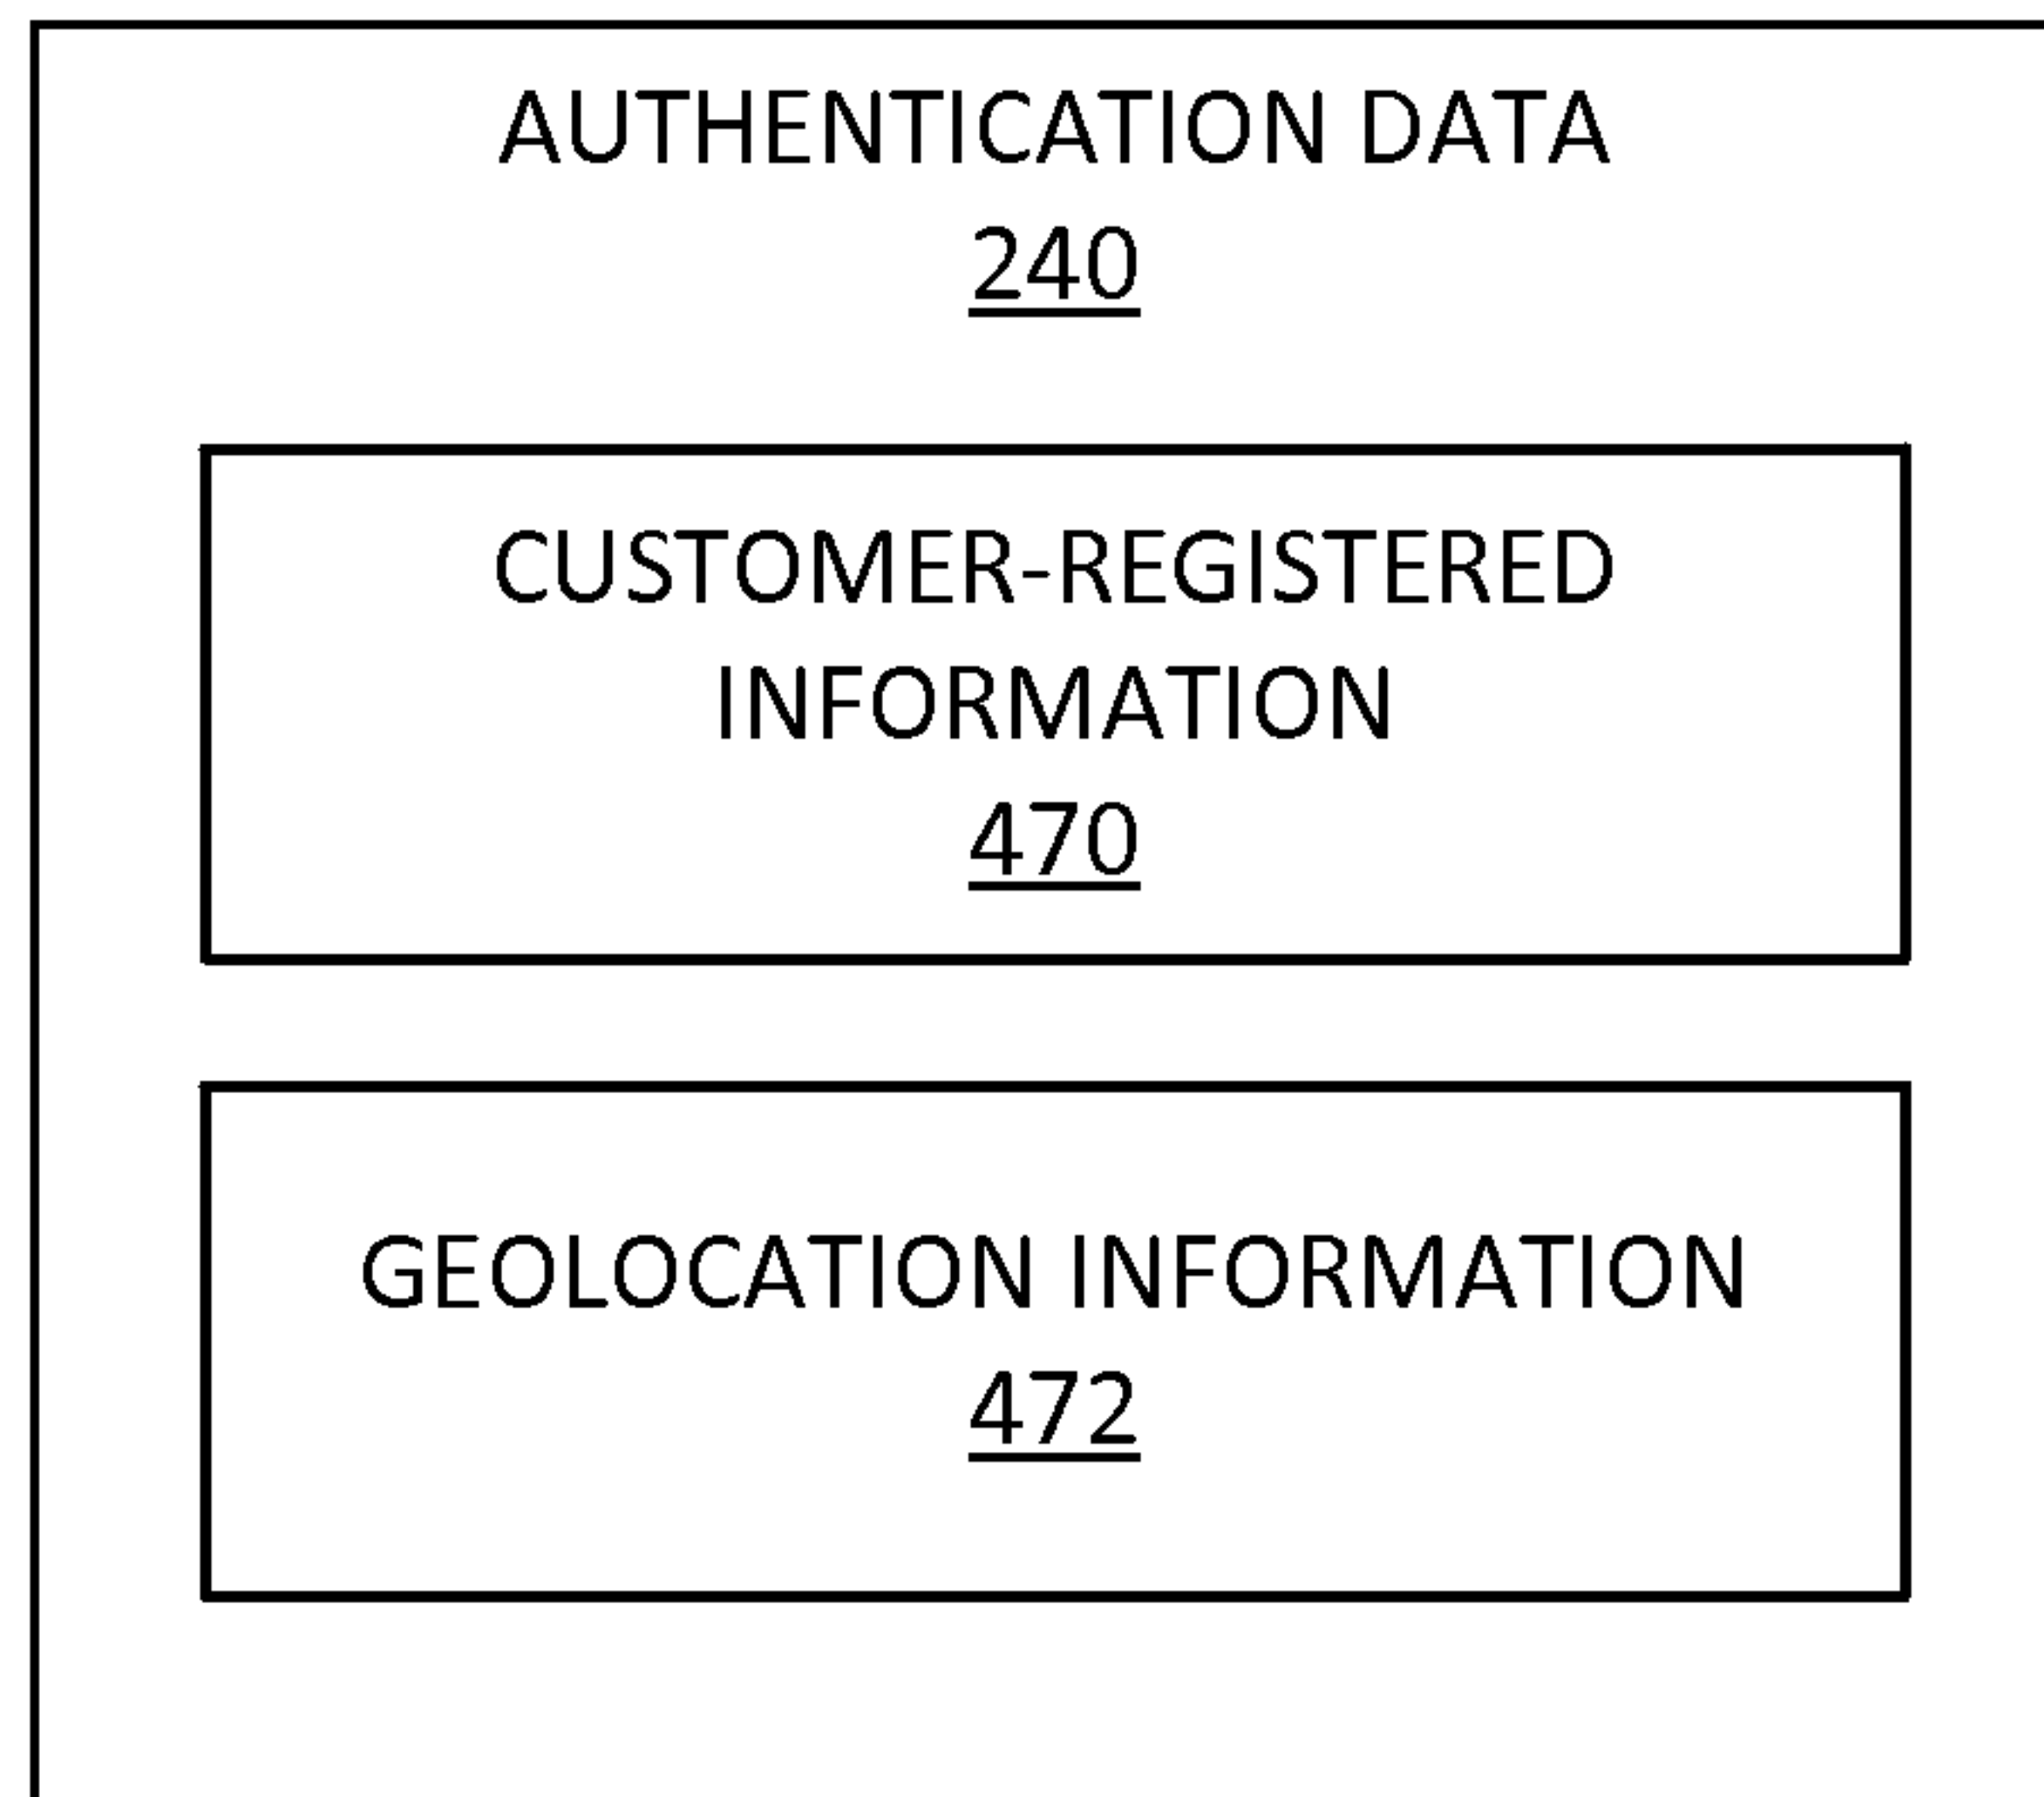 AUTHENTICATION DATA
240
CUSTOMER-REGISTERED
INFORMATION
470
GEOLOCATION INFORMATION
472